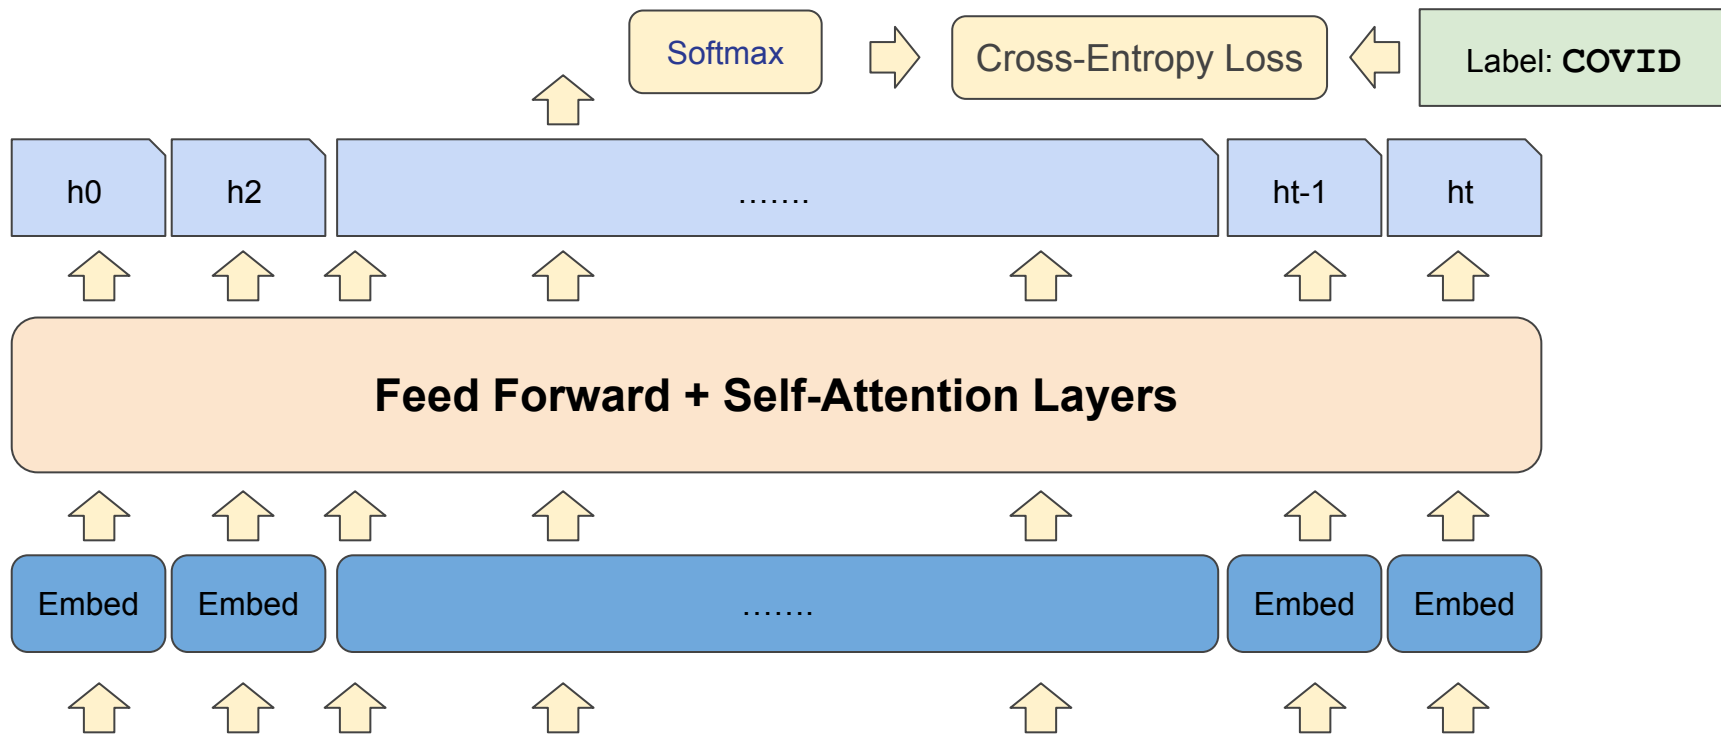 Softmax
Cross-Entropy Loss
Label: COVID
h0
h2
.......
ht-1
ht
Feed Forward + Self-Attention Layers
Embed
Embed
.......
Embed
Embed